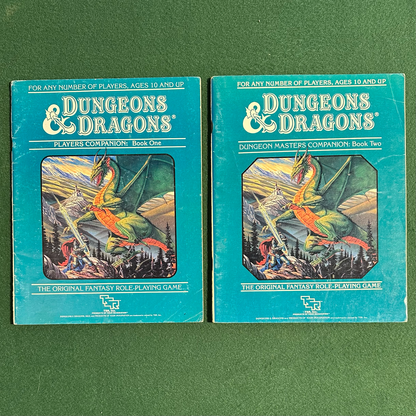 FOR ANY NUMBER OF PLAYERS, AGES 10 AND UP
DUNGEONS
& DRAGONS®
PLAYERS COMPANION: Book One
THE ORIGINAL FANTASY ROLE-PLAYING GAME
TSR
FOR ANY NUMBER OF PLAYERS, AGES 10 AND UP
DUNGEONS
& DRAGONS®
DUNGEON MASTERS COMPANION: Book Two
THE ORIGINAL FANTASY ROLE-PLAYING GAME
TSR